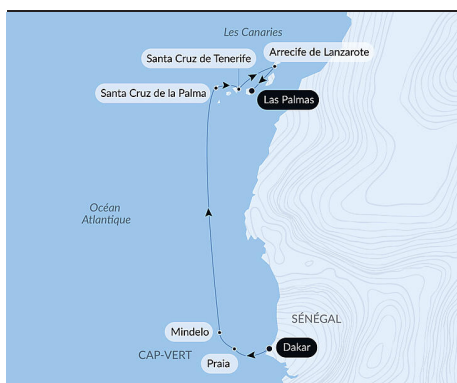 Les Canaries
Arrecife de Lanzarote
Santa Cruz de Tenerife
Santa Cruz de la Palma
Las Palmas
Océan
Atlantique
SÉNÉGAL
Mindelo
Dakar
CAP-VERT
Praia